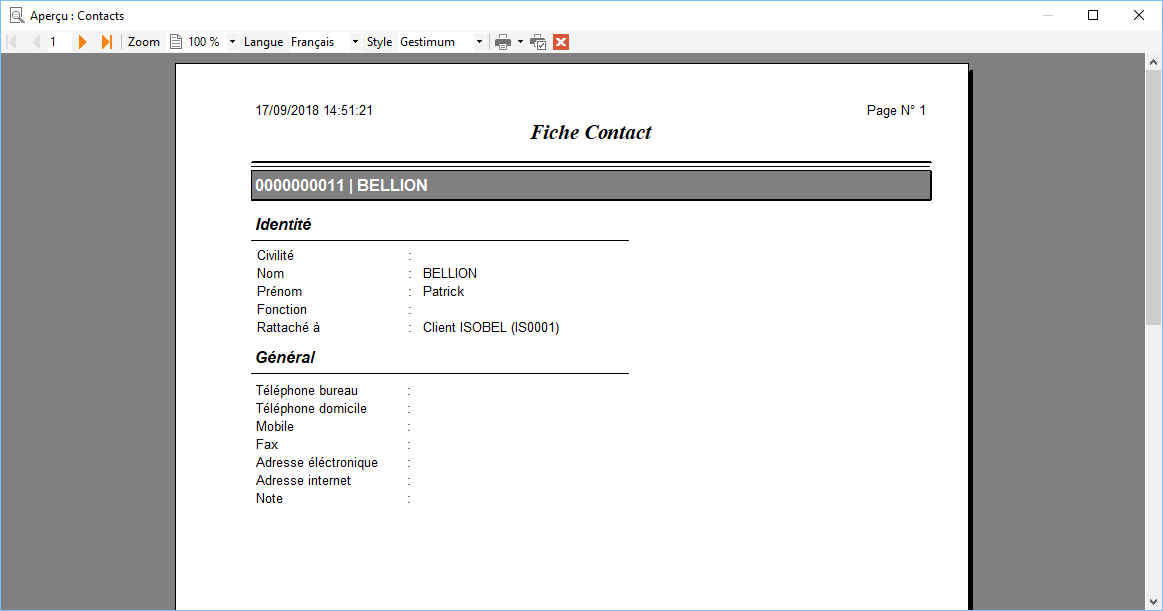 Aperçu : Contacts
1 Zoom 100 % Langue Français Style Gestimum
17/09/2018 14:51:21 Page N° 1
Fiche Contact
0000000011 | BELLION
Identité
Civilité :
Nom : BELLION
Prénom : Patrick
Fonction :
Rattaché à : Client ISOBEL (IS0001)
Général
Téléphone bureau :
Téléphone domicile :
Mobile :
Fax :
Adresse éléctronique :
Adresse internet :
Note :